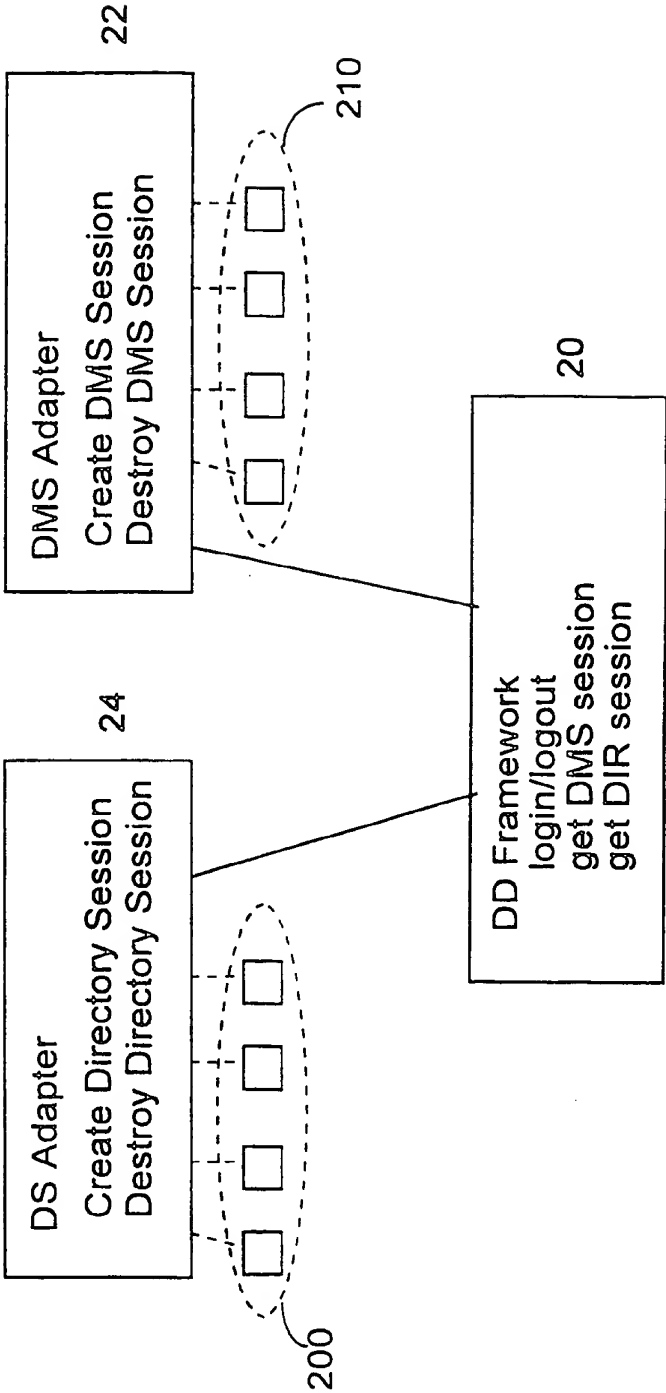 DS Adapter
Create Directory Session
Destroy Directory Session
24
200
DMS Adapter
Create DMS Session
Destroy DMS Session
22
210
DD Framework
login/logout
get DMS session
get DIR session
20